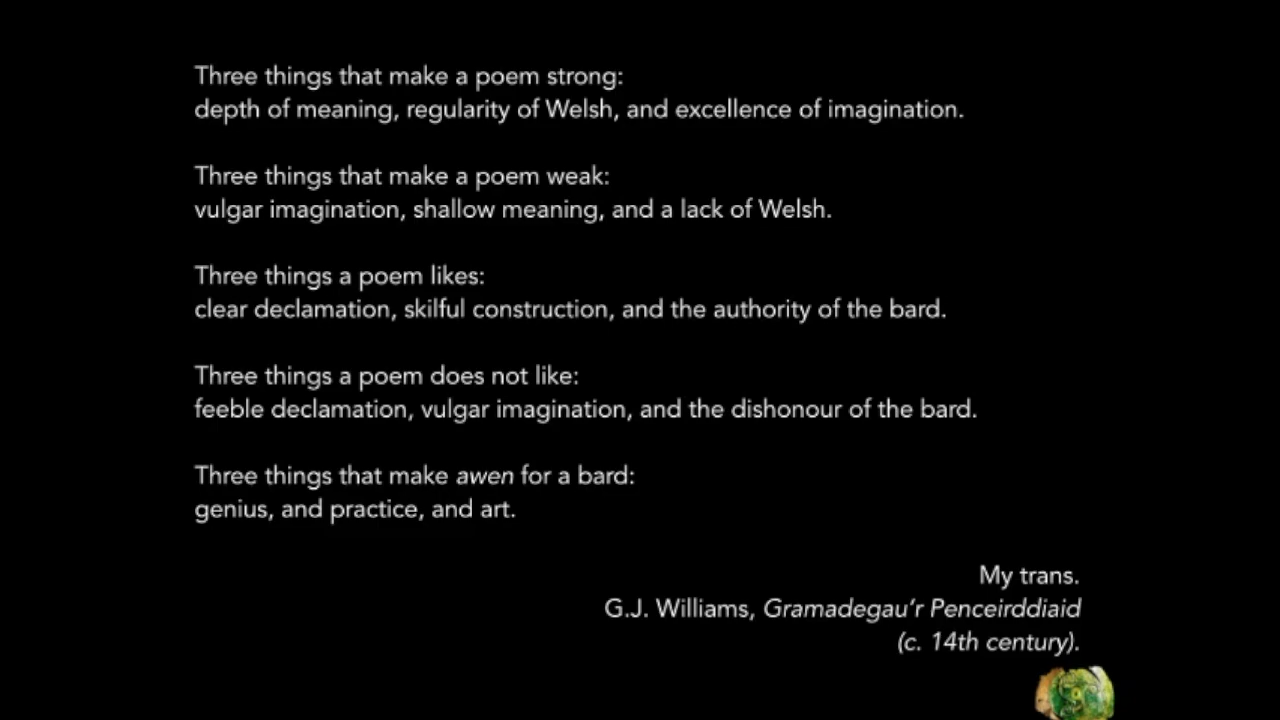 Three things that make a poem strong:
depth of meaning, regularity of Welsh, and excellence of imagination.
Three things that make a poem weak:
vulgar imagination, shallow meaning, and a lack of Welsh.
Three things a poem likes:
clear declamation, skilful construction, and the authority of the bard.
Three things a poem does not like:
feeble declamation, vulgar imagination, and the dishonour of the bard.
Three things that make awen for a bard:
genius, and practice, and art.
My trans.
G.J. Williams, Gramadegau'r Penceirddiaid
(c. 14th century).